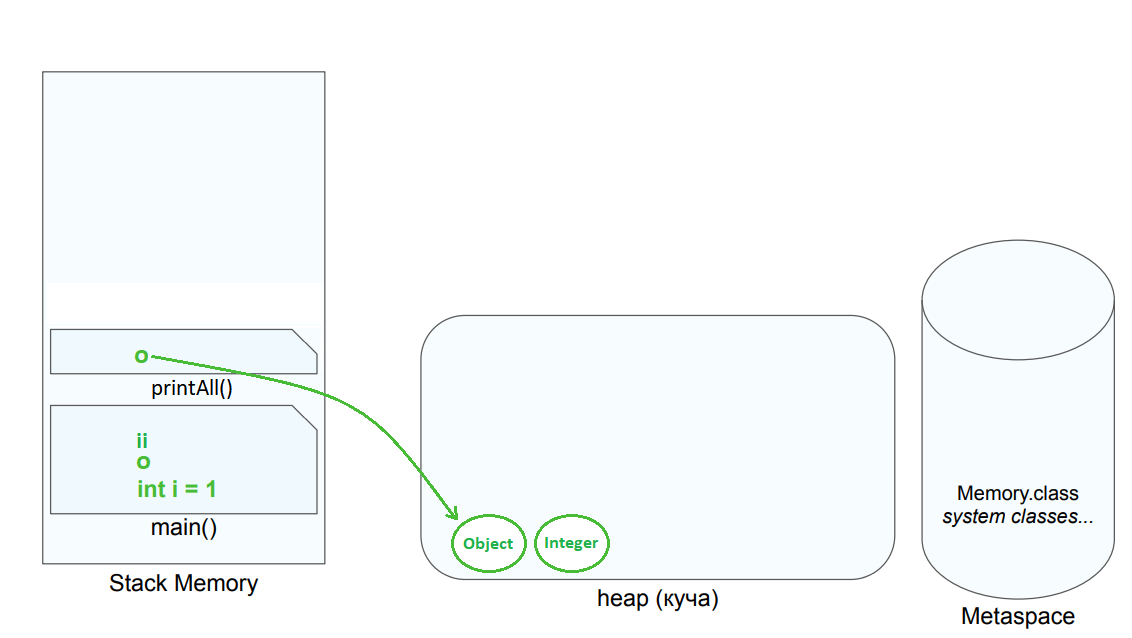 o
printAll()
ii
o
int i = 1
main()
Stack Memory
Object
Integer
heap (куча)
Memory.class
system classes...
Metaspace